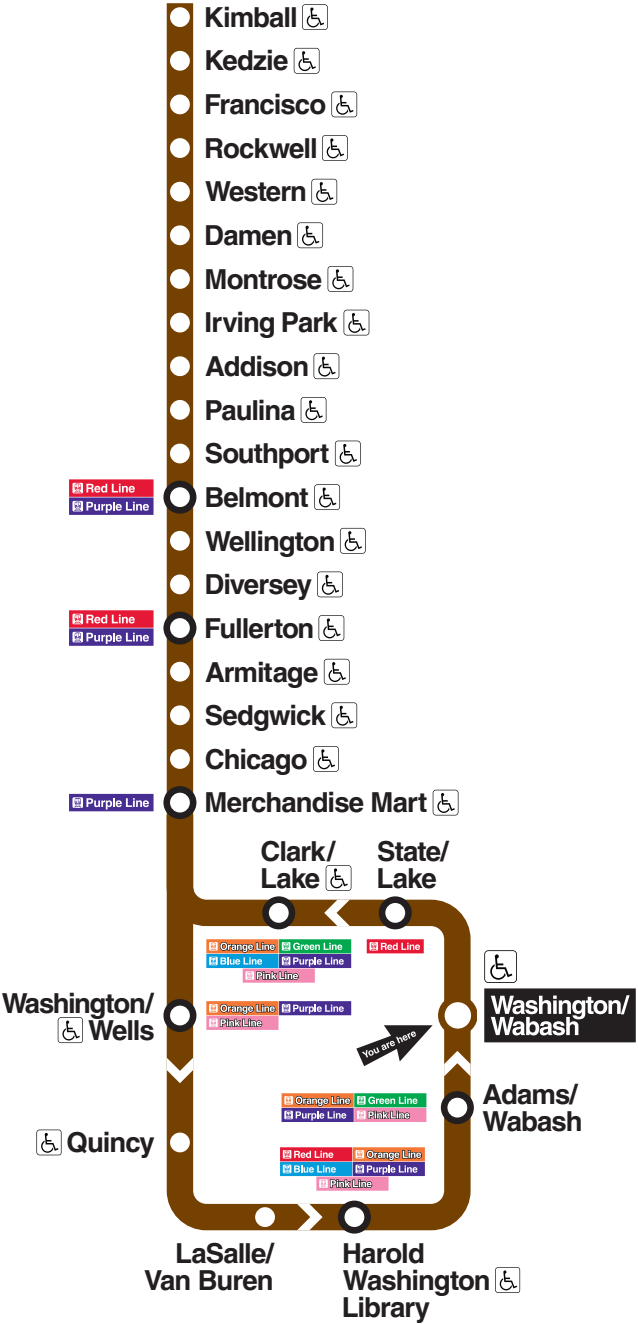 Kimball
Kedzie
Francisco
Rockwell
Western
Damen
Montrose
Irving Park
Addison
Paulina
Southport
Red Line
Purple Line
Belmont
Wellington
Diversey
Red Line
Purple Line
Fullerton
Armitage
Sedgwick
Chicago
Purple Line
Merchandise Mart
Clark/
Lake
State/
Lake
Orange Line Green Line
Blue Line Purple Line
Pink Line
Red Line
Washington/
Wells
Orange Line Purple Line
Pink Line
Washington/
Wabash
You are here
Orange Line Green Line
Purple Line Pink Line
Adams/
Wabash
Quincy
Red Line Orange Line
Blue Line Purple Line
Pink Line
LaSalle/
Van Buren
Harold
Washington
Library